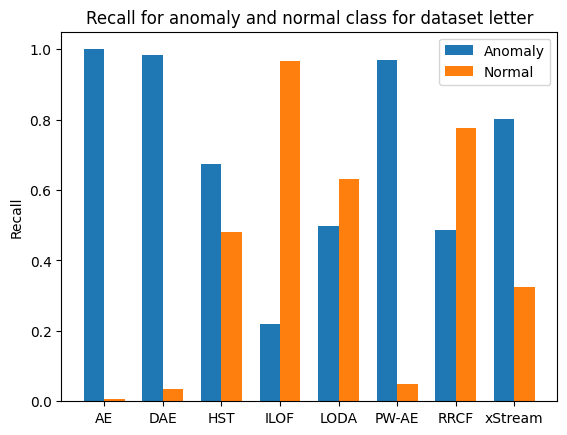 Recall for anomaly and normal class for dataset letter
Anomaly
Normal
Recall
1.0
0.8
0.6
0.4
0.2
0.0
AE DAE HST ILOF LODA PW-AE RRCF xStream